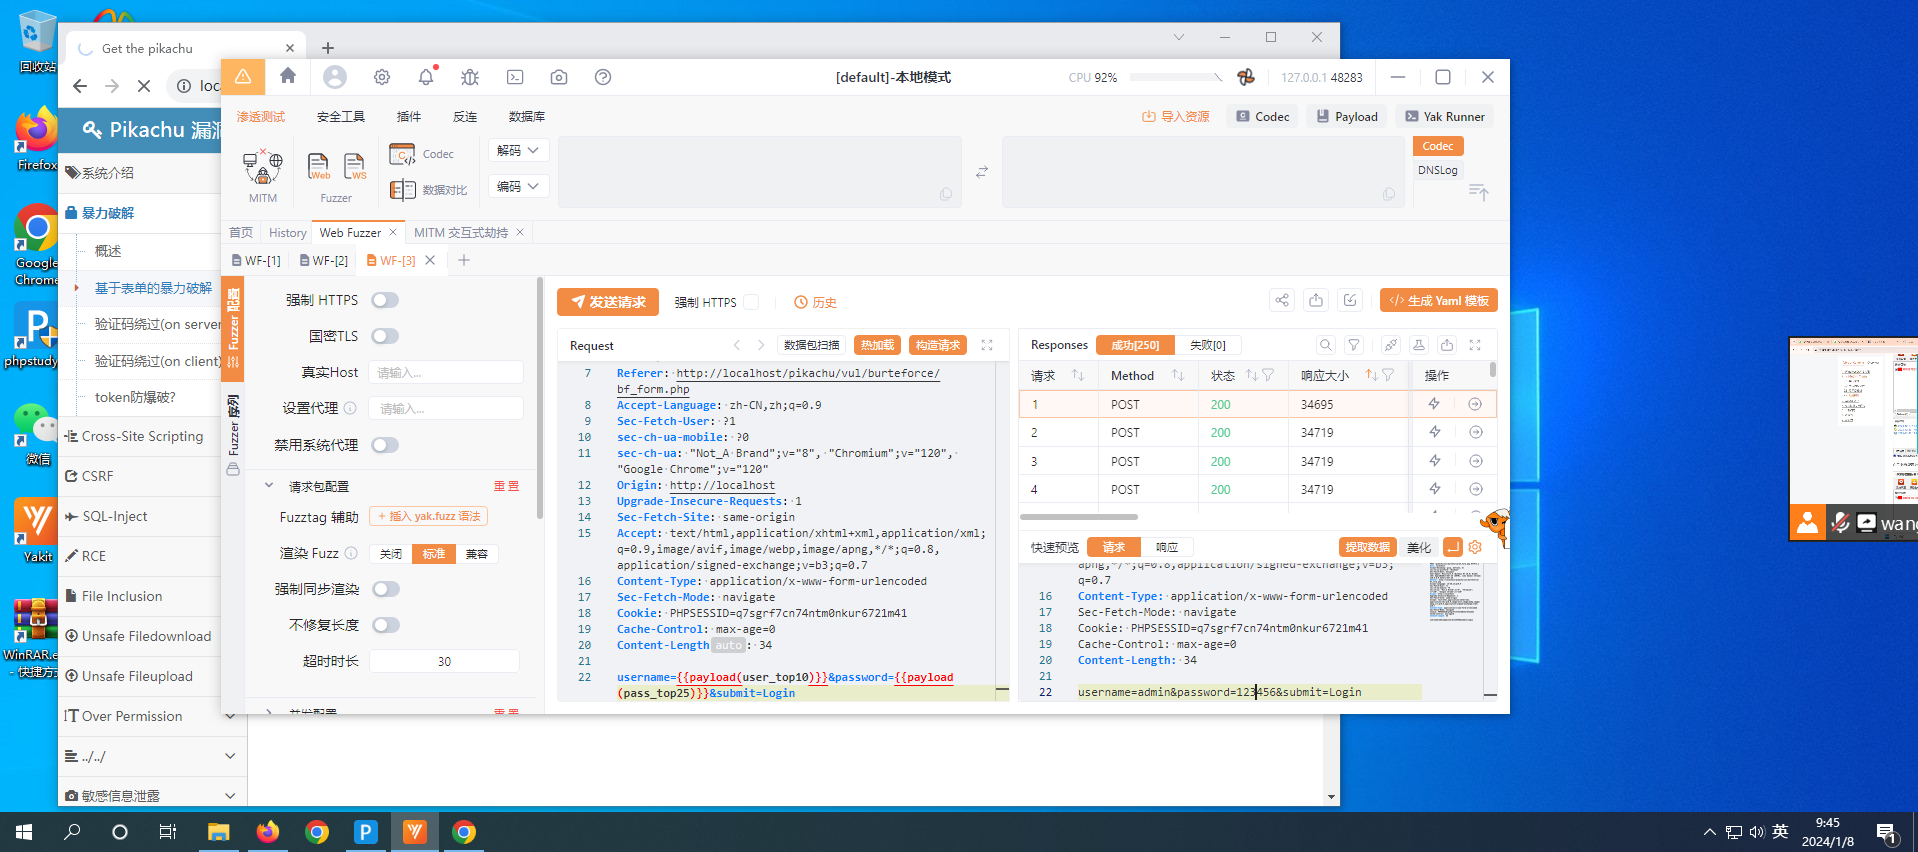 回收站
Firefox
Google
Chrome
phpstudy
微信
Yakit
WinRAR.e
- 快捷方式
Get the pikachu
loc
Pikachu 漏洞
系统介绍
暴力破解
概述
基于表单的暴力破解
验证码绕过(on server
验证码绕过(on client)
token防爆破?
Cross-Site Scripting
CSRF
SQL-Inject
RCE
File Inclusion
Unsafe Filedownload
Unsafe Fileupload
Over Permission
../../
敏感信息泄露
[default]-本地模式
CPU 92%
127.0.0.1 48283
渗透测试 安全工具 插件 反连 数据库
导入资源 Codec Payload Yak Runner
MITM
Web
WS
Fuzzer
Codec
数据对比
解码
编码
Codec
DNSLog
首页 History Web Fuzzer MITM 交互式劫持
WF-[1] WF-[2] WF-[3]
Fuzzer 配置
Fuzzer 序列
强制 HTTPS
国密TLS
真实Host 请输入...
设置代理 请输入...
禁用系统代理
请求包配置 重置
Fuzztag 辅助 + 插入 yak.fuzz 语法
渲染 Fuzz 关闭 标准 兼容
强制同步渲染
不修复长度
超时时长 30
并发配置 重置
发送请求 强制 HTTPS 历史
生成 Yaml 模板
Request 数据包扫描 热加载 构造请求
7 Referer: http://localhost/pikachu/vul/burteforce/
bf_form.php
8 Accept-Language: zh-CN,zh;q=0.9
9 Sec-Fetch-User: ?1
10 sec-ch-ua-mobile: ?0
11 sec-ch-ua: "Not_A Brand";v="8", "Chromium";v="120",
"Google Chrome";v="120"
12 Origin: http://localhost
13 Upgrade-Insecure-Requests: 1
14 Sec-Fetch-Site: same-origin
15 Accept: text/html,application/xhtml+xml,application/xml;
q=0.9,image/avif,image/webp,image/apng,*/*;q=0.8,
application/signed-exchange;v=b3;q=0.7
16 Content-Type: application/x-www-form-urlencoded
17 Sec-Fetch-Mode: navigate
18 Cookie: PHPSESSID=q7sgrf7cn74ntm0nkur6721m41
19 Cache-Control: max-age=0
20 Content-Length auto : 34
21
22 username={{payload(user_top10)}}&password={{payload
(pass_top25)}}&submit=Login
Responses 成功[250] 失败[0]
请求 Method 状态 响应大小 操作
1 POST 200 34695
2 POST 200 34719
3 POST 200 34719
4 POST 200 34719
快速预览 请求 响应 提取数据 美化
apng,*/*;q=0.8,application/signed-exchange;v=b3;
q=0.7
16 Content-Type: application/x-www-form-urlencoded
17 Sec-Fetch-Mode: navigate
18 Cookie: PHPSESSID=q7sgrf7cn74ntm0nkur6721m41
19 Cache-Control: max-age=0
20 Content-Length: 34
21
22 username=admin&password=123456&submit=Login
wang
英
9:45
2024/1/8
1